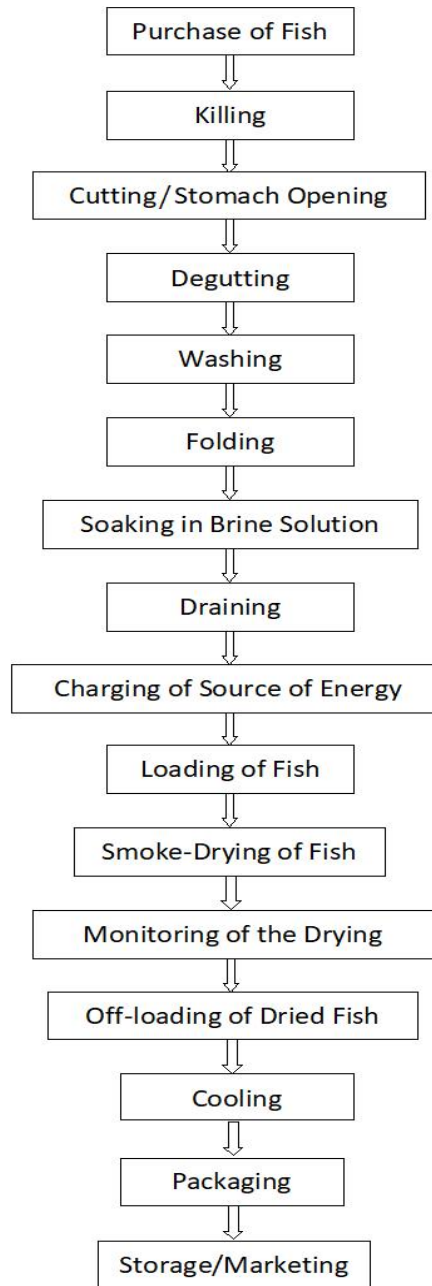 Purchase of Fish
Killing
Cutting/Stomach Opening
Degutting
Washing
Folding
Soaking in Brine Solution
Draining
Charging of Source of Energy
Loading of Fish
Smoke-Drying of Fish
Monitoring of the Drying
Off-loading of Dried Fish
Cooling
Packaging
Storage/Marketing